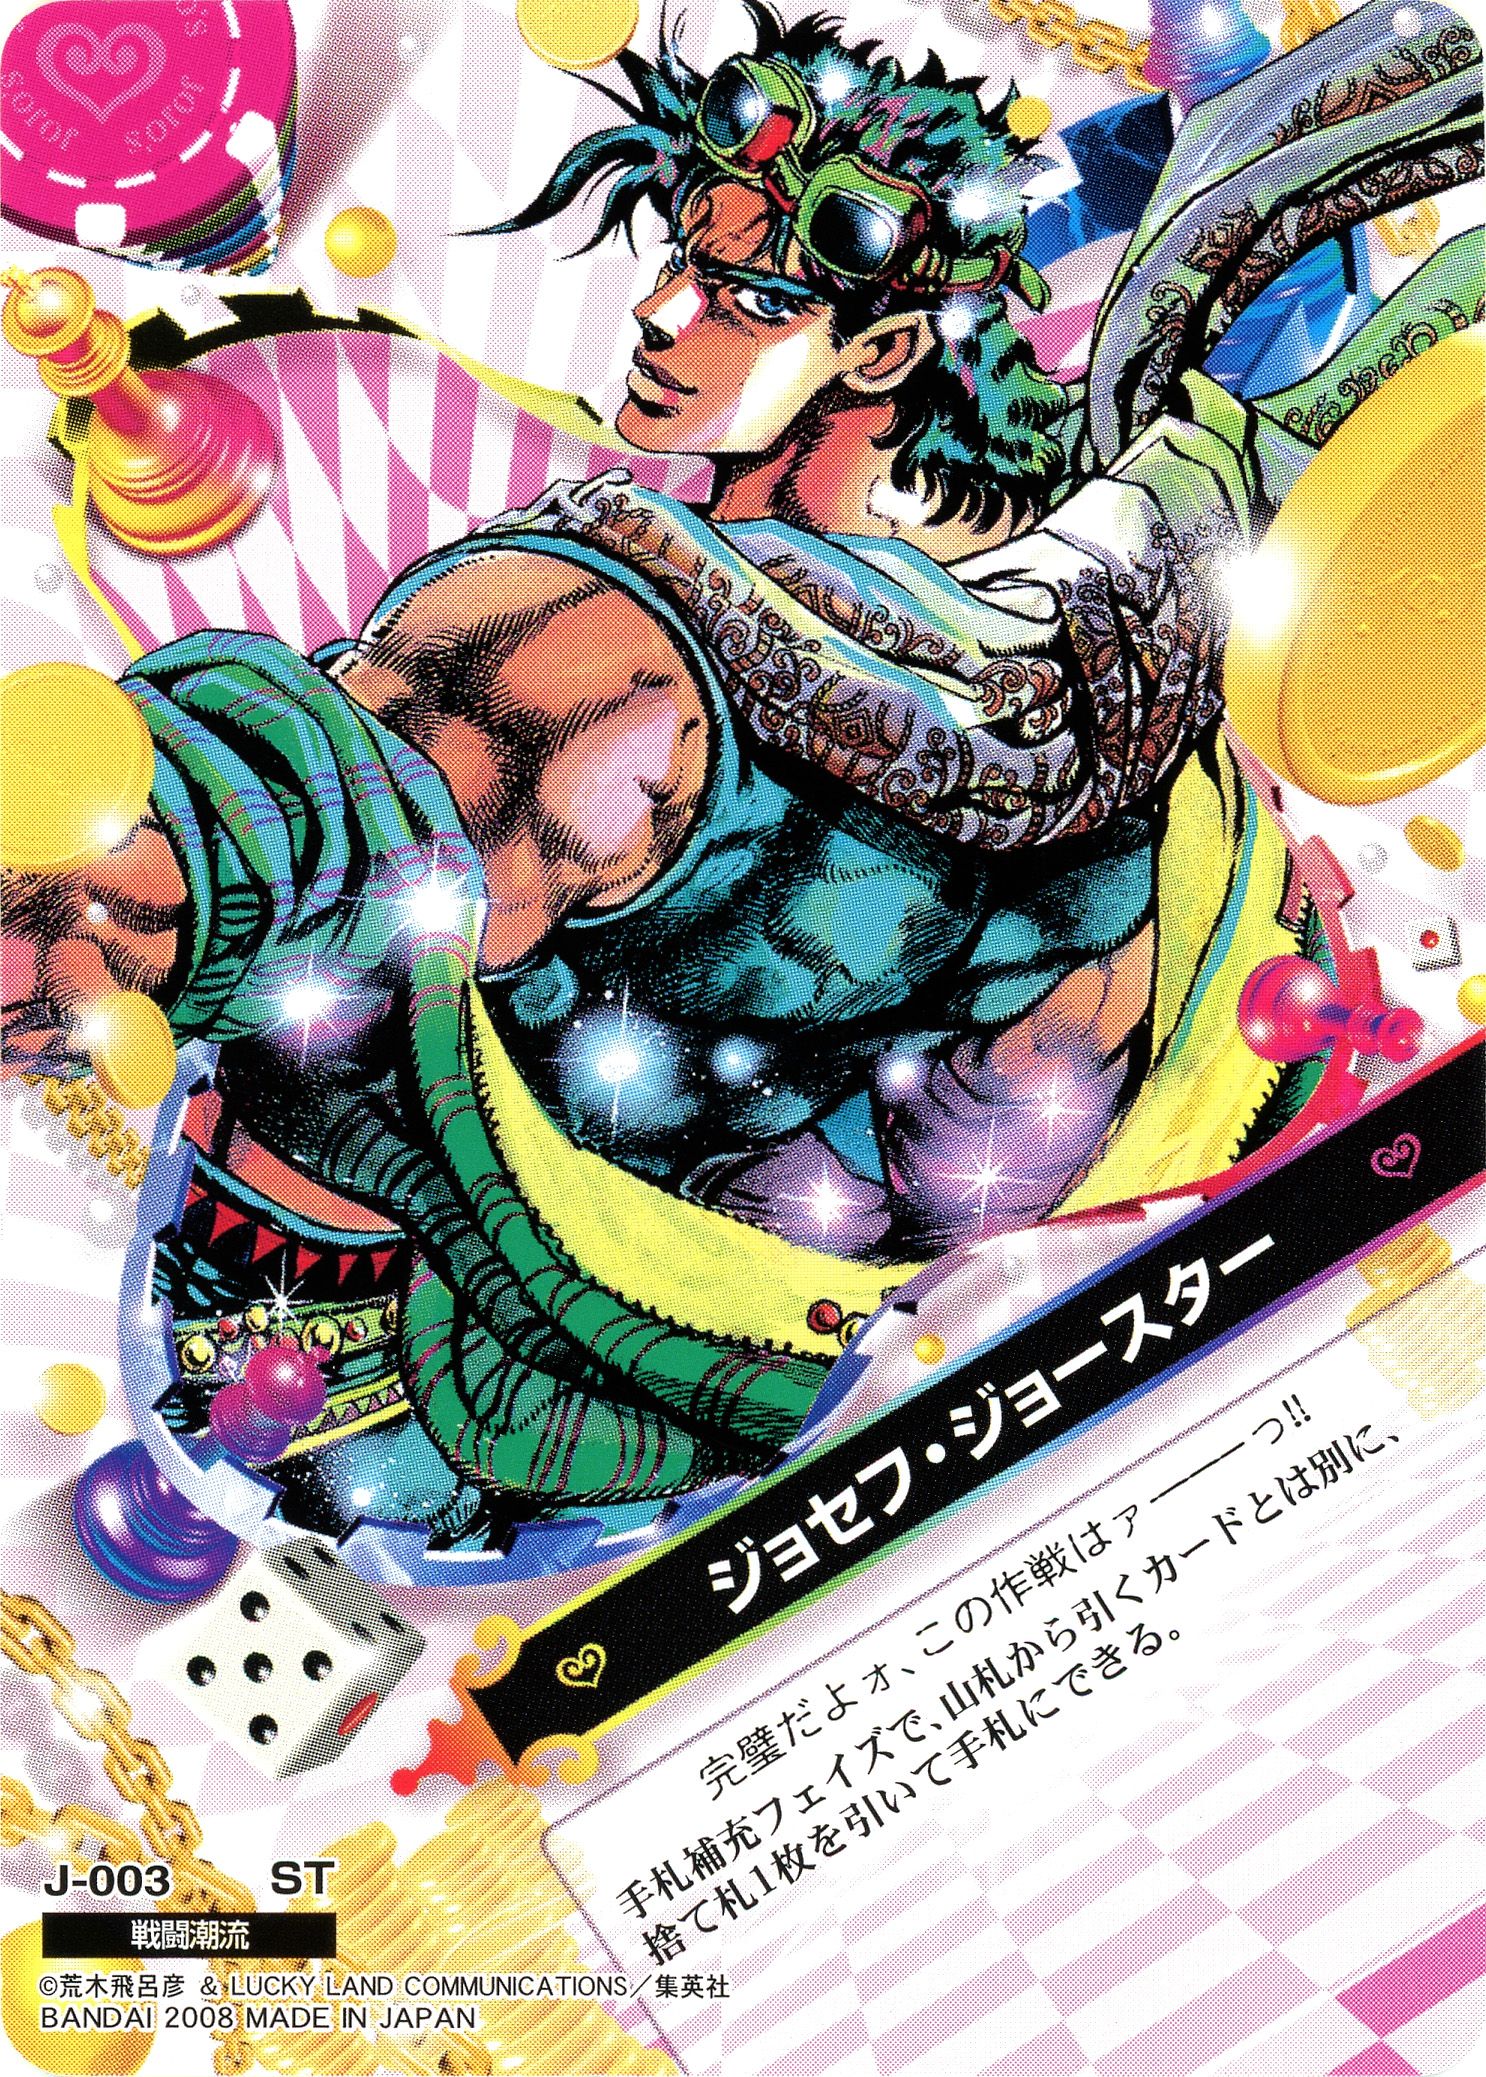 JoJo's
JoJo's
ジョセフ・ジョースター
完璧だよォ、この作戦はァ―――っ!!
手札補充フェイズで、山札から引くカードとは別に、
捨て札1枚を引いて手札にできる。
J-003 ST
戦闘潮流
©荒木飛呂彦 & LUCKY LAND COMMUNICATIONS／集英社
BANDAI 2008 MADE IN JAPAN